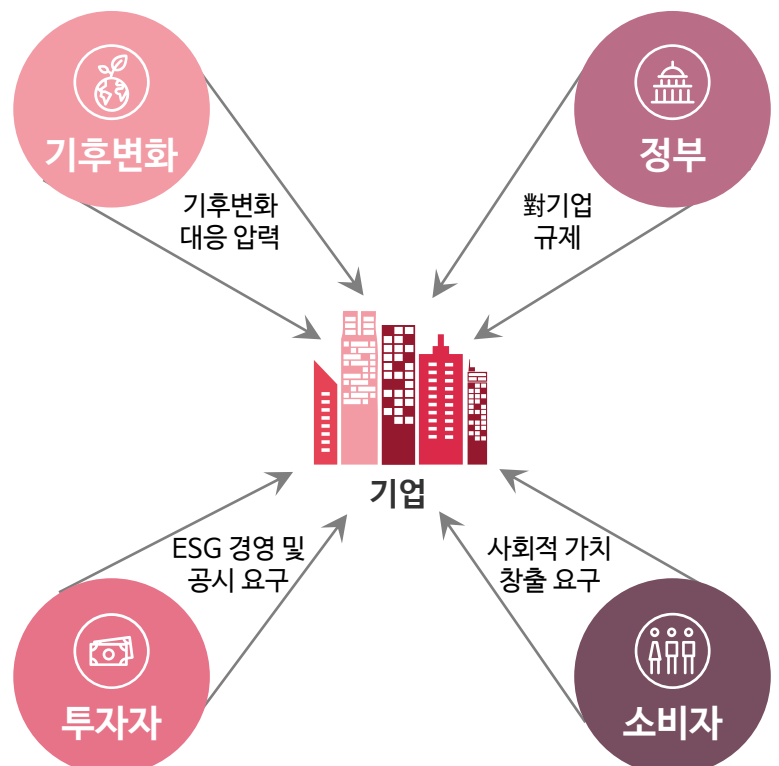 기후변화
정부
기후변화
대응 압력
對기업
규제
기업
ESG 경영 및
공시 요구
사회적 가치
창출 요구
투자자
소비자